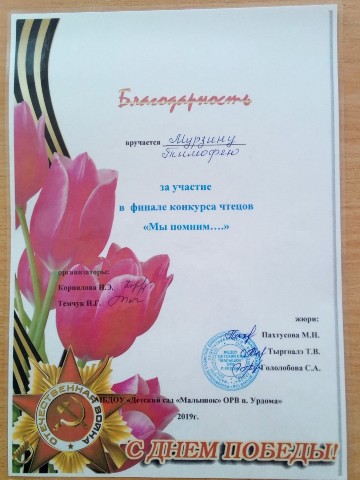 Благодарность
вручается Мурзину
Тимофею
за участие
в финале конкурса чтецов
«Мы помним….»
организаторы:
Корнилова Н.Э.
Темчук Н.Г.
жюри:
Пахтусова М.Н.
Тыргоалэ Т.В.
Гололобова С.А.
МБДОУ «Детский сад «Малышок» ОРВ п. Урдома»
2019г.
ОТЕЧЕСТВЕННАЯ ВОЙНА
С ДНЕМ ПОБЕДЫ!